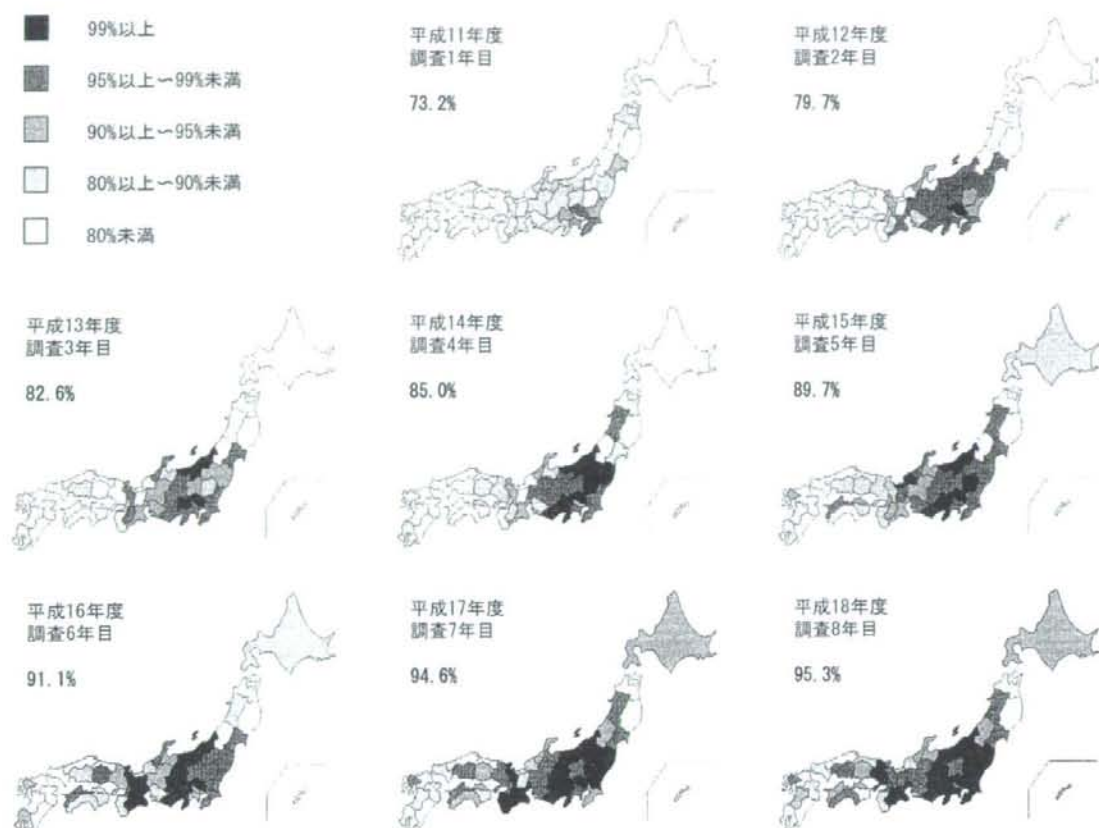 99%以上
95%以上〜99%未満
90%以上〜95%未満
80%以上〜90%未満
80%未満
平成11年度
調査1年目
73.2%
平成12年度
調査2年目
79.7%
平成13年度
調査3年目
82.6%
平成14年度
調査4年目
85.0%
平成15年度
調査5年目
89.7%
平成16年度
調査6年目
91.1%
平成17年度
調査7年目
94.6%
平成18年度
調査8年目
95.3%